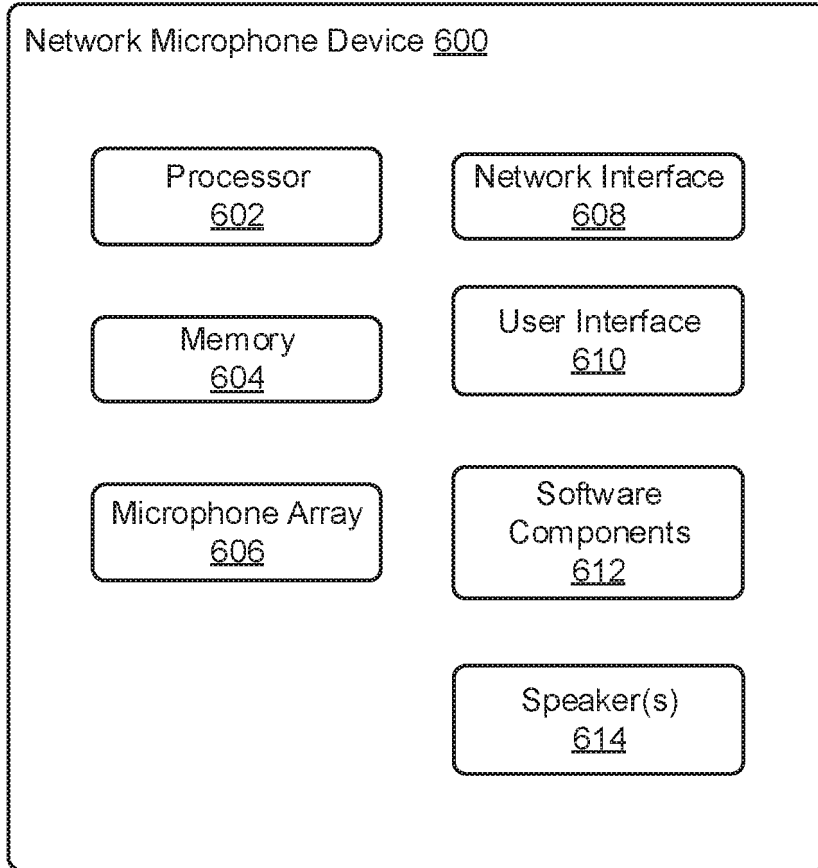 Network Microphone Device 600
Processor
602
Network Interface
608
Memory
604
User Interface
610
Microphone Array
606
Software
Components
612
Speaker(s)
614